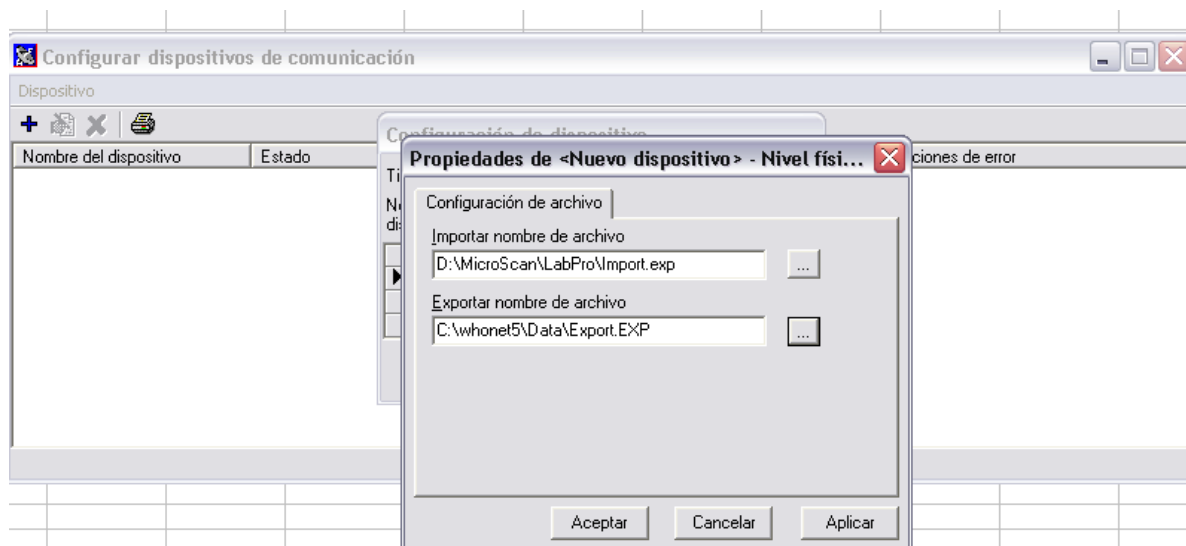 Configurar dispositivos de comunicación
Dispositivo
Nombre del dispositivo Estado ciones de error
Propiedades de <Nuevo dispositivo> - Nivel físi...
Ti
di
Configuración de archivo
Importar nombre de archivo
D:\MicroScan\LabPro\Import.exp
...
Exportar nombre de archivo
C:\whonet5\Data\Export.EXP
...
Aceptar Cancelar Aplicar